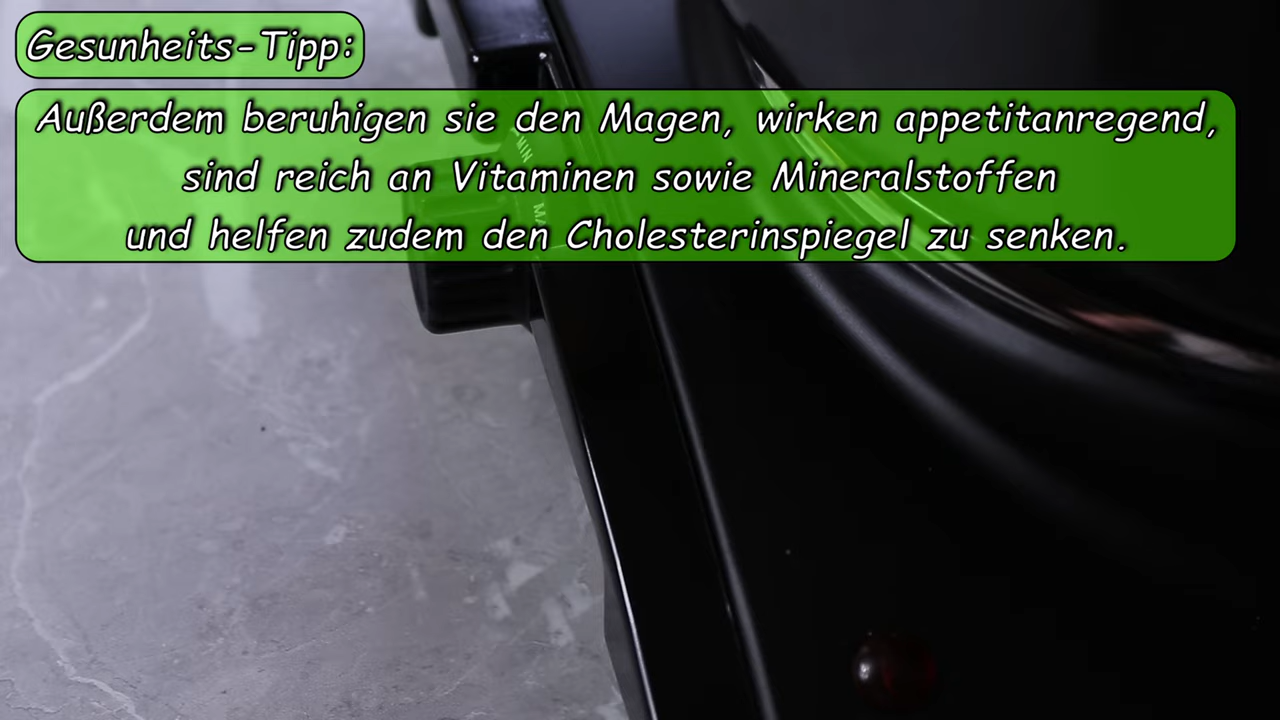 Gesunheits-Tipp:
Außerdem beruhigen sie den Magen, wirken appetitanregend,
sind reich an Vitaminen sowie Mineralstoffen
und helfen zudem den Cholesterinspiegel zu senken.
MIN